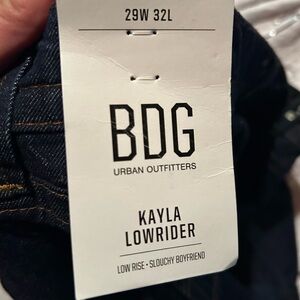 29W 32L
BDG
URBAN OUTFITTERS
KAYLA
LOWRIDER
LOW RISE • SLOUCHY BOYFRIEND